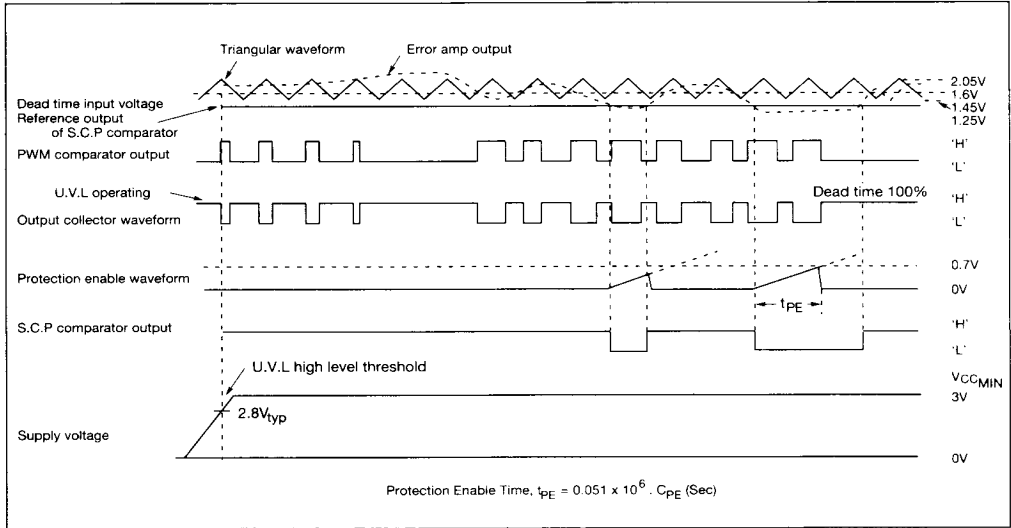 Triangular waveform
Error amp output
2.05V
Dead time input voltage
1.6V
Reference output
1.45V
of S.C.P comparator
1.25V
PWM comparator output
'H'
'L'
U.V.L operating
Dead time 100%
'H'
Output collector waveform
'L'
0.7V
Protection enable waveform
0V
tPE
S.C.P comparator output
'H'
'L'
U.V.L high level threshold
VCCMIN
3V
2.8Vtyp
Supply voltage
0V
Protection Enable Time, tPE = 0.051 x 10⁶ . CPE (Sec)